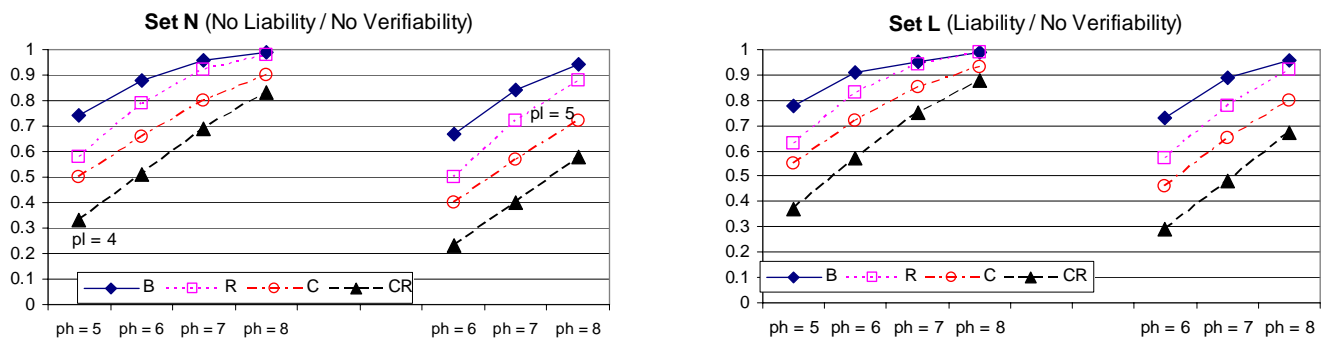 Set N (No Liability / No Verifiability)
1
0.9
0.8
0.7
0.6
0.5
0.4
0.3
0.2
0.1
0
pl = 5
pl = 4
B R C CR
ph = 5 ph = 6 ph = 7 ph = 8 ph = 6 ph = 7 ph = 8
Set L (Liability / No Verifiability)
1
0.9
0.8
0.7
0.6
0.5
0.4
0.3
0.2
0.1
0
B R C CR
ph = 5 ph = 6 ph = 7 ph = 8 ph = 6 ph = 7 ph = 8